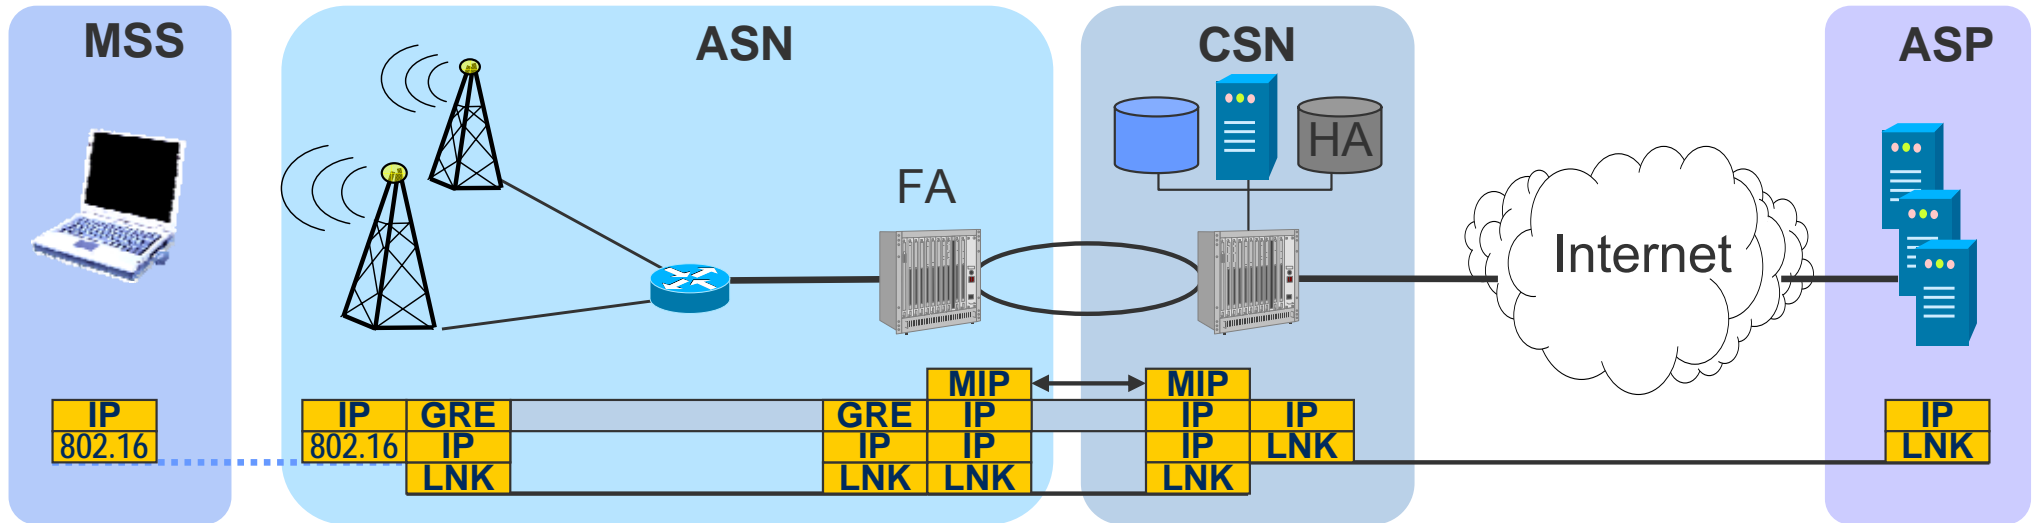 MSS
ASN
CSN
ASP
HA
FA
Internet
MIP
MIP
IP
IP
GRE
GRE
IP
IP
IP
IP
802.16
802.16
IP
IP
IP
IP
LNK
LNK
LNK
LNK
LNK
LNK